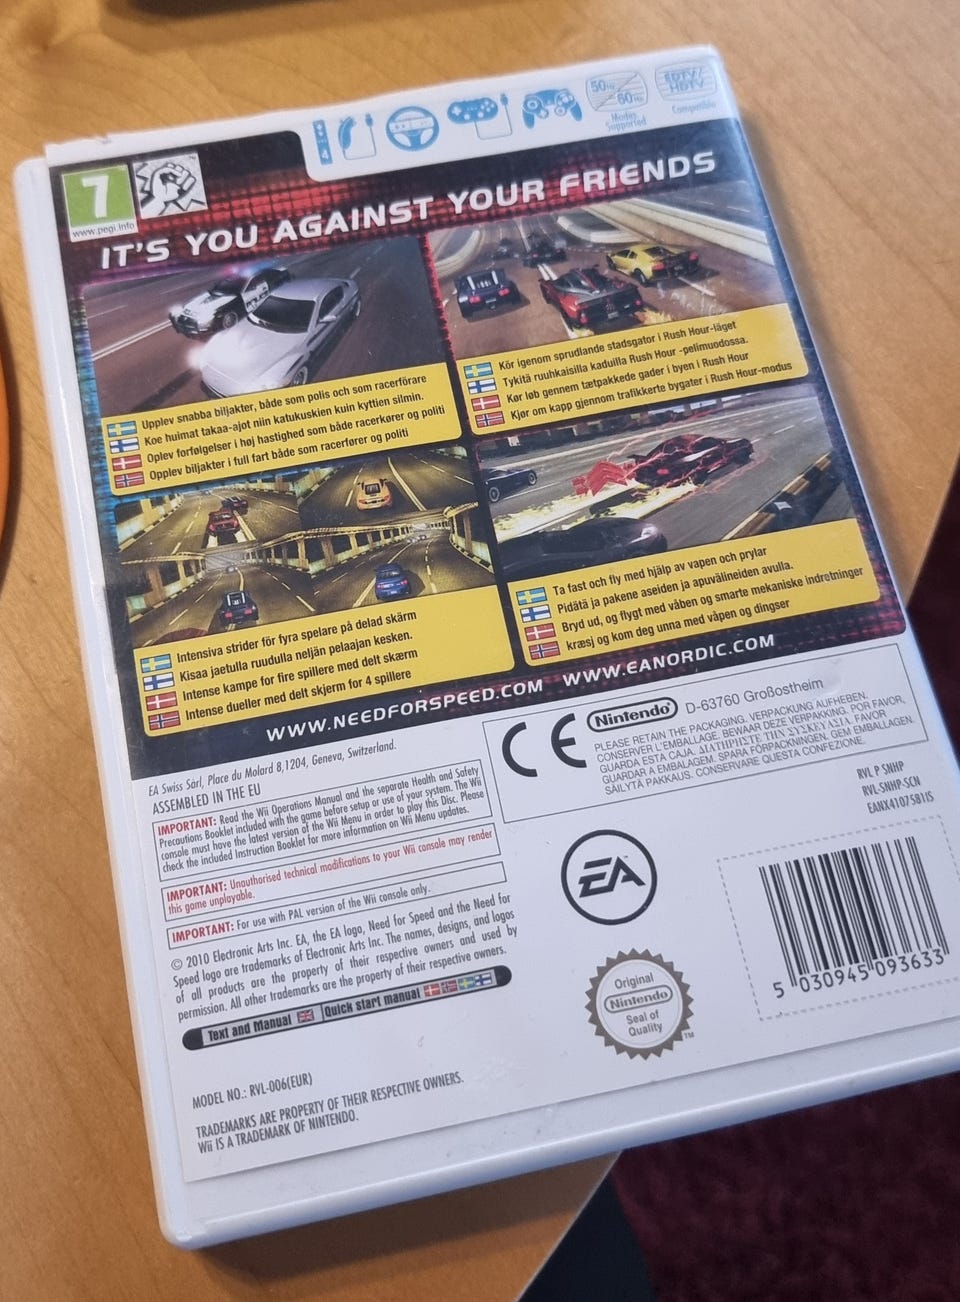 4
50Hz
60Hz
Modes
Supported
EDTV/
HDTV
Compatible
7
www.pegi.info
™
IT'S YOU AGAINST YOUR FRIENDS
Upplev snabba biljakter, både som polis och som racerförare
Koe huimat takaa-ajot niin katukuskien kuin kyttien silmin.
Oplev forfølgelser i høj hastighed som både racerkører og politi
Opplev biljakter i full fart både som racerfører og politi
Kör igenom sprudlande stadsgator i Rush Hour-läget
Tykitä ruuhkaisilla kaduilla Rush Hour -pelimuodossa.
Kør løb gennem tætpakkede gader i byen i Rush Hour
Kjør om kapp gjennom trafikkerte bygater i Rush Hour-modus
Intensiva strider för fyra spelare på delad skärm
Kisaa jaetulla ruudulla neljän pelaajan kesken.
Intense kampe for fire spillere med delt skærm
Intense dueller med delt skjerm for 4 spillere
Ta fast och fly med hjälp av vapen och prylar
Pidätä ja pakene aseiden ja apuvälineiden avulla.
Bryd ud, og flygt med våben og smarte mekaniske indretninger
kræsj og kom deg unna med våpen og dingser
WWW.NEEDFORSPEED.COM WWW.EANORDIC.COM
EA Swiss Sàrl, Place du Molard 8,1204, Geneva, Switzerland.
ASSEMBLED IN THE EU
IMPORTANT: Read the Wii Operations Manual and the separate Health and Safety
Precautions Booklet included with the game before setup or use of your system. The Wii
console must have the latest version of the Wii Menu in order to play this Disc. Please
check the included Instruction Booklet for more information on Wii Menu updates.
IMPORTANT: Unauthorised technical modifications to your Wii console may render
this game unplayable.
IMPORTANT: For use with PAL version of the Wii console only.
© 2010 Electronic Arts Inc. EA, the EA logo, Need for Speed and the Need for
Speed logo are trademarks of Electronic Arts Inc. The names, designs, and logos
of all products are the property of their respective owners and used by
permission. All other trademarks are the property of their respective owners.
Text and Manual Quick start manual
MODEL NO.: RVL-006(EUR)
TRADEMARKS ARE PROPERTY OF THEIR RESPECTIVE OWNERS.
Wii IS A TRADEMARK OF NINTENDO.
CE
Nintendo D-63760 Großostheim
PLEASE RETAIN THE PACKAGING. VERPACKUNG AUFHEBEN.
CONSERVER L'EMBALLAGE. BEWAAR DEZE VERPAKKING. POR FAVOR,
GUARDA ESTA CAJA. ΔΙΑΤΗΡΗΣΤΕ ΤΗΝ ΣΥΣΚΕΥΑΣΙΑ. FAVOR
GUARDAR A EMBALAGEM. SPARA FÖRPACKNINGEN. GEM EMBALLAGEN.
SÄILYTÄ PAKKAUS. CONSERVARE QUESTA CONFEZIONE.
RVL P SNHP
RVL-SNHP-SCN
EANX41075811S
EA
Original
Nintendo
Seal of
Quality
TM
5 030945 093633